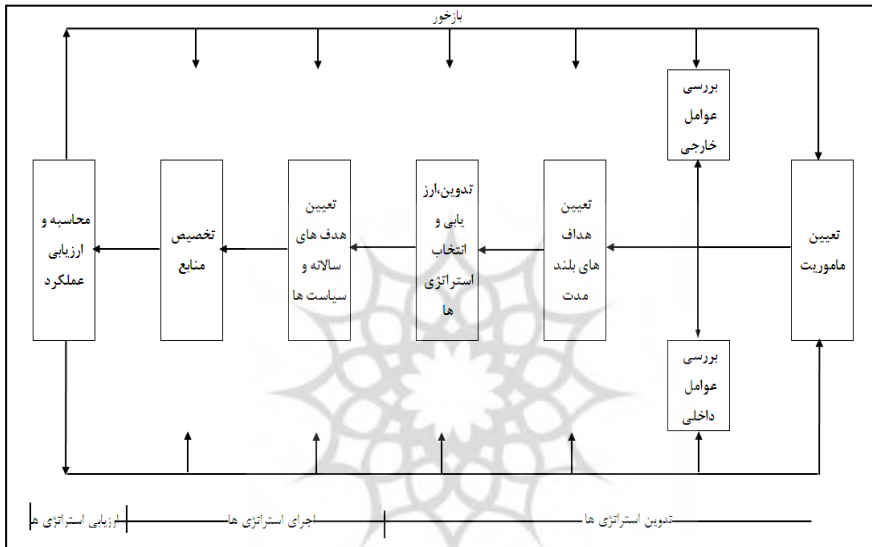 بازخور
بررسی
عوامل
خارجی
تعیین
ماموریت
تعیین
هداف
های بلند
مدت
تدوین،ارز
یابی و
انتخاب
استراتژی
ها
تعیین
هدف های
سالانه و
سیاست ها
تخصیص
منابع
محاسبه و
ارزیابی
عملکرد
بررسی
عوامل
داخلی
تدوین استراتژی ها
اجرای استراتژی ها
ارزیابی استراتژی ها